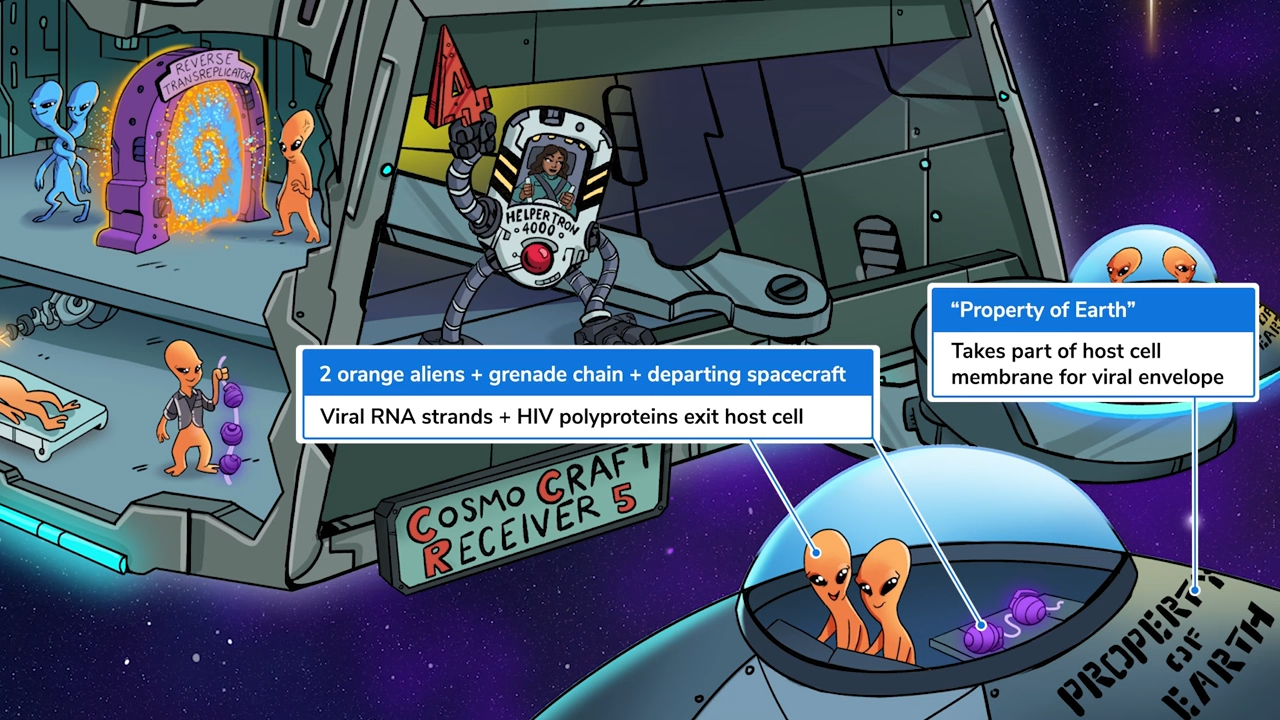 REVERSE
TRANSREPLICATOR
4
HELPERTRON
4000
"Property of Earth"
Takes part of host cell
membrane for viral envelope
2 orange aliens + grenade chain + departing spacecraft
Viral RNA strands + HIV polyproteins exit host cell
COSMO CRAFT
RECEIVER 5
PROPERTY
OF
EARTH